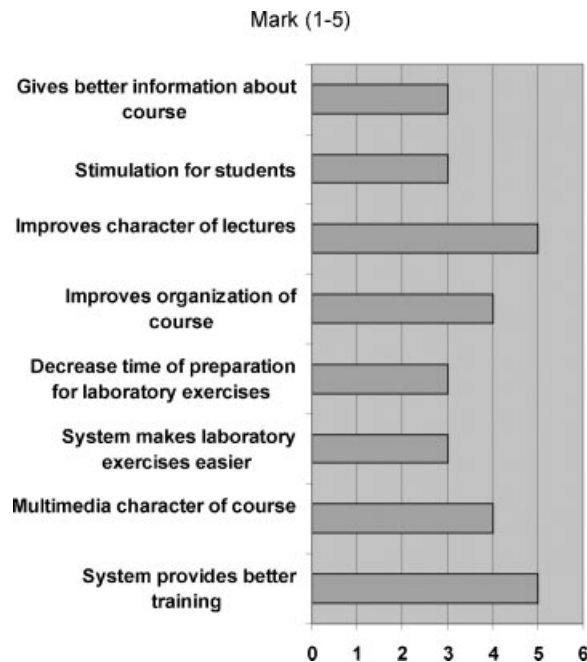 Mark (1-5)
Gives better information about
course
Stimulation for students
Improves character of lectures
Improves organization of
course
Decrease time of preparation
for laboratory exercises
System makes laboratory
exercises easier
Multimedia character of course
System provides better
training
0 1 2 3 4 5 6